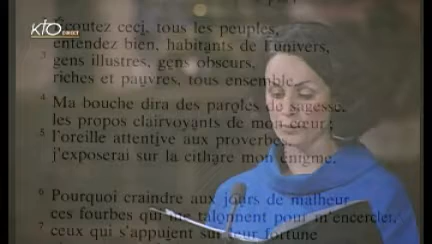 KTO DIRECT
Écoutez ceci, tous les peuples,
entendez bien, habitants de l'univers,
3 gens illustres, gens obscurs,
riches et pauvres, tous ensemble.
4 Ma bouche dira des paroles de sagesse,
les propos clairvoyants de mon cœur ;
5 l'oreille attentive aux proverbes,
j'exposerai sur la cithare mon énigme.
6 Pourquoi craindre aux jours de malheur
ces fourbes qui me talonnent pour m'encercler,
7 ceux qui s'appuient sur leur fortune